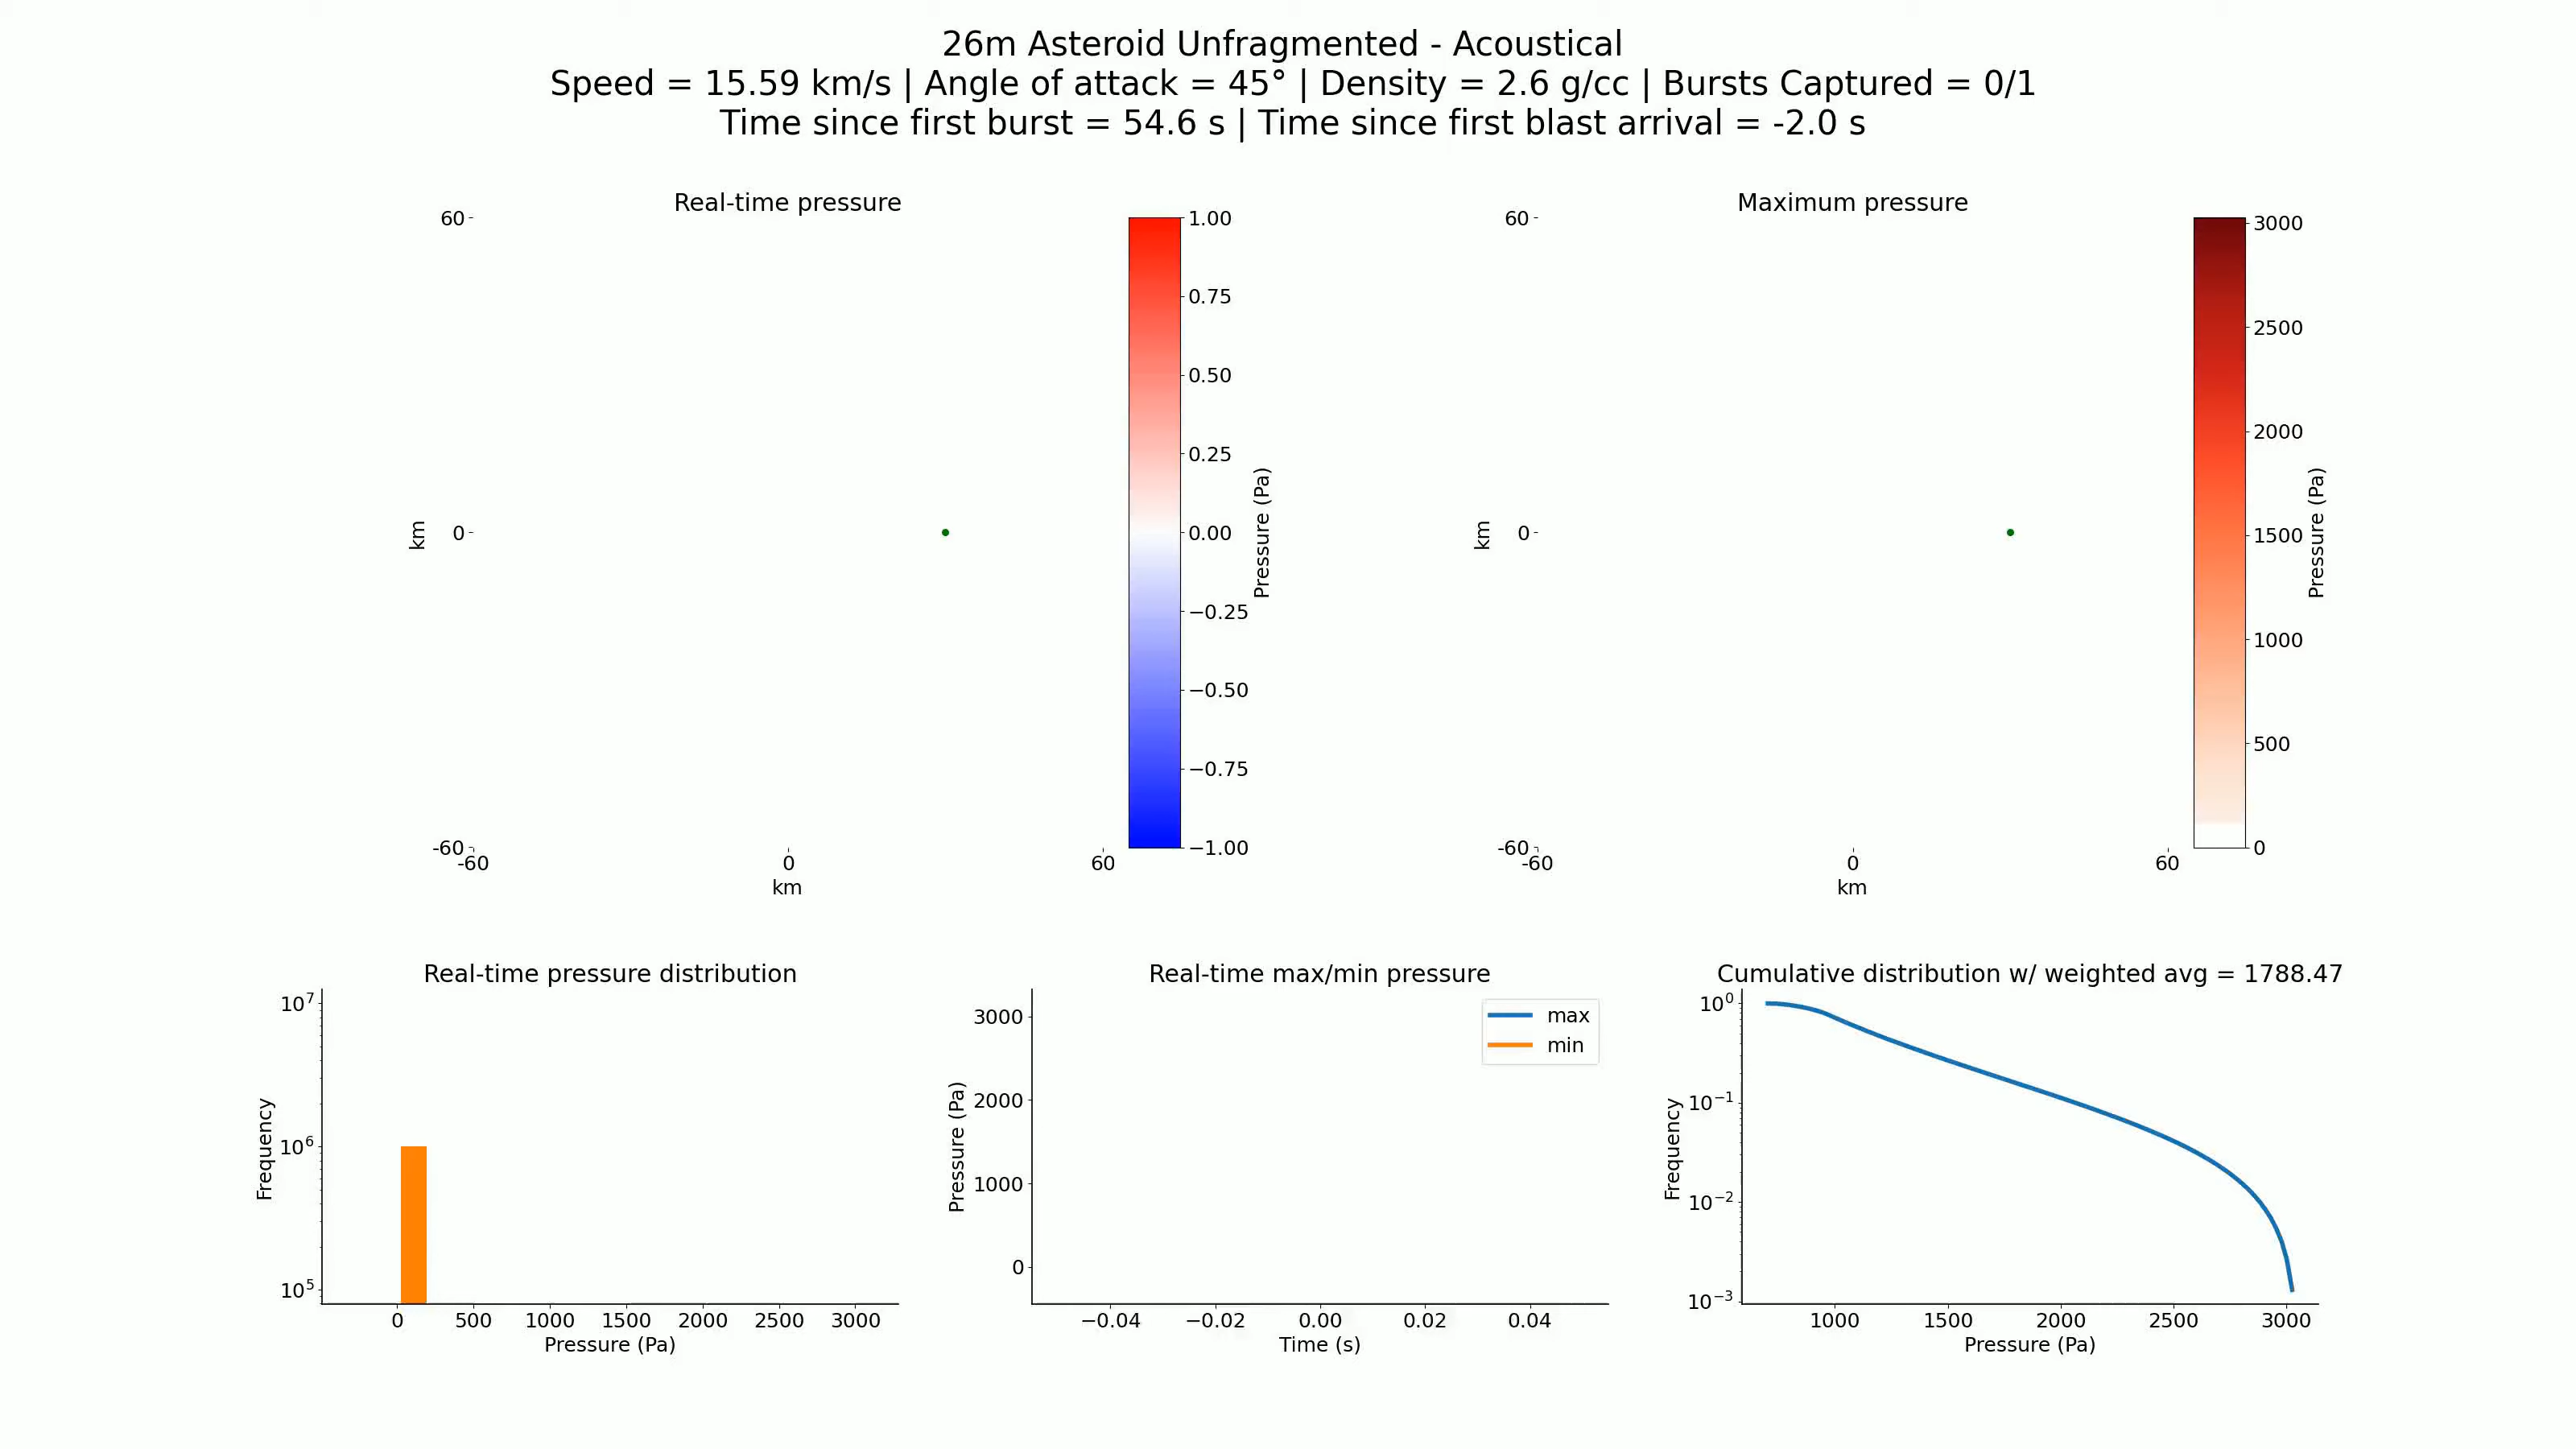 26m Asteroid Unfragmented - Acoustical
Speed = 15.59 km/s | Angle of attack = 45° | Density = 2.6 g/cc | Bursts Captured = 0/1
Time since first burst = 54.6 s | Time since first blast arrival = -2.0 s
Real-time pressure
60
0
-60
km
-60
0
60
km
1.00
0.75
0.50
0.25
0.00
−0.25
−0.50
−0.75
−1.00
Pressure (Pa)
Maximum pressure
60
0
-60
km
-60
0
60
km
3000
2500
2000
1500
1000
500
0
Pressure (Pa)
Real-time pressure distribution
10⁷
10⁶
10⁵
Frequency
0
500
1000
1500
2000
2500
3000
Pressure (Pa)
Real-time max/min pressure
3000
2000
1000
0
Pressure (Pa)
max
min
−0.04
−0.02
0.00
0.02
0.04
Time (s)
Cumulative distribution w/ weighted avg = 1788.47
10⁰
10⁻¹
10⁻²
10⁻³
Frequency
1000
1500
2000
2500
3000
Pressure (Pa)